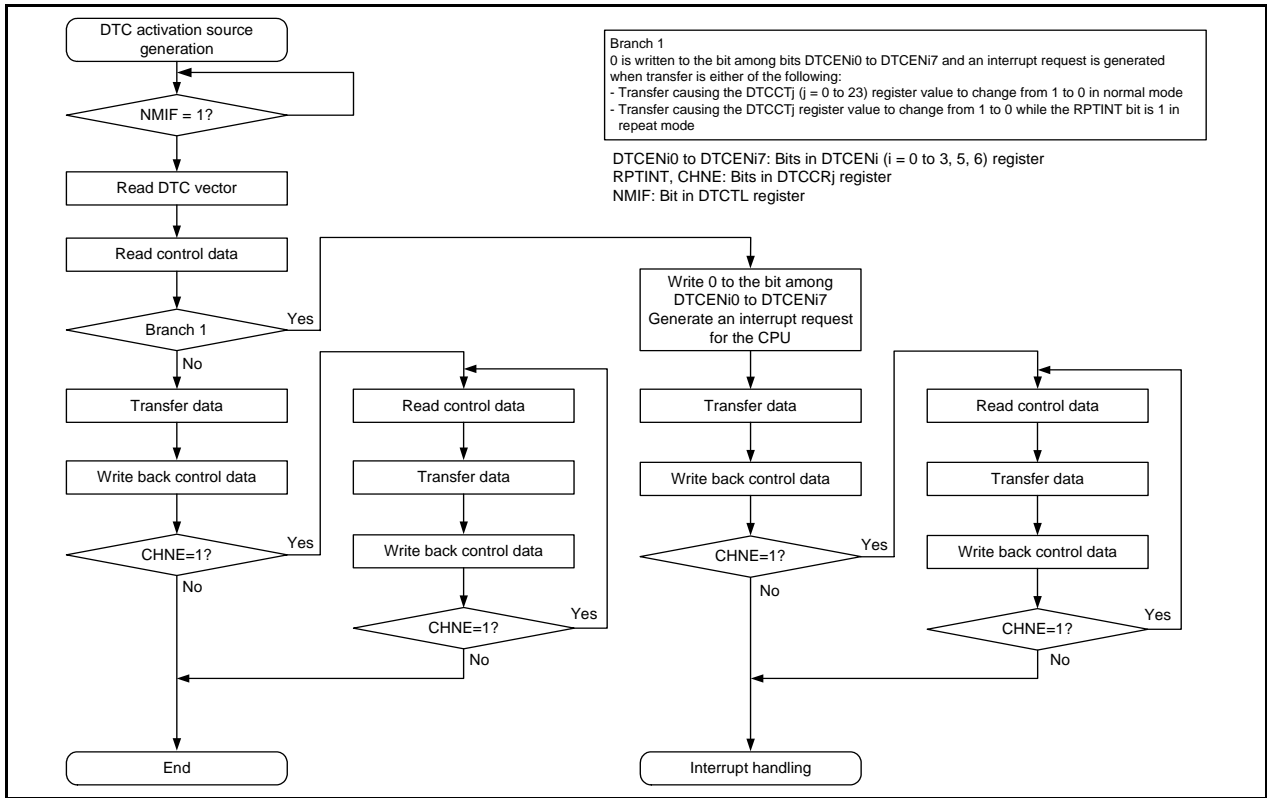 DTC activation source
generation
NMIF = 1?
Read DTC vector
Read control data
Branch 1
Yes
No
Transfer data
Write back control data
CHNE=1?
Yes
No
End
Read control data
Transfer data
Write back control data
CHNE=1?
Yes
No
Branch 1
0 is written to the bit among bits DTCENi0 to DTCENi7 and an interrupt request is generated
when transfer is either of the following:
- Transfer causing the DTCCTj (j = 0 to 23) register value to change from 1 to 0 in normal mode
- Transfer causing the DTCCTj register value to change from 1 to 0 while the RPTINT bit is 1 in
repeat mode
DTCENi0 to DTCENi7: Bits in DTCENi (i = 0 to 3, 5, 6) register
RPTINT, CHNE: Bits in DTCCRj register
NMIF: Bit in DTCTL register
Write 0 to the bit among
DTCENi0 to DTCENi7
Generate an interrupt request
for the CPU
Transfer data
Write back control data
CHNE=1?
Yes
No
Interrupt handling
Read control data
Transfer data
Write back control data
CHNE=1?
Yes
No